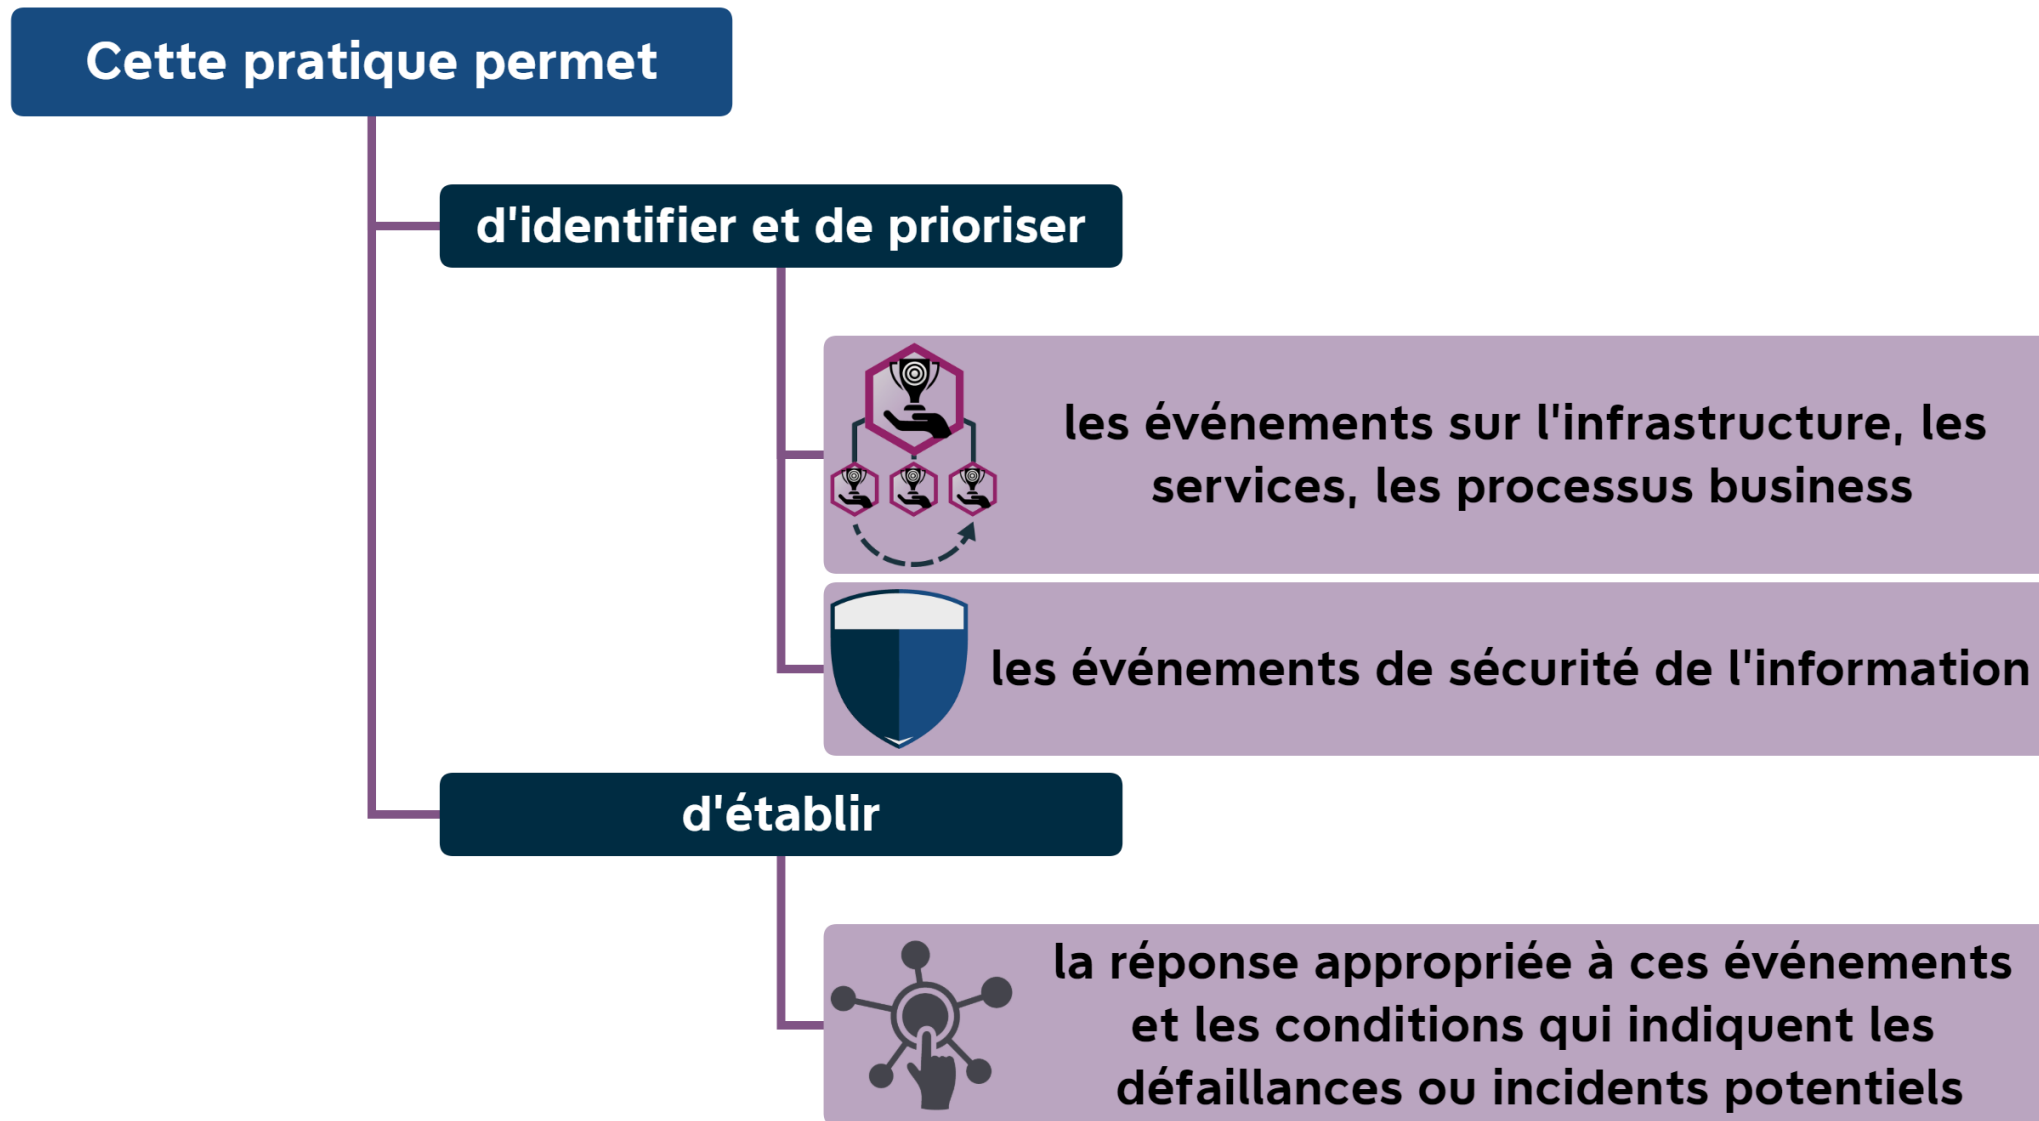 Cette pratique permet
d'identifier et de prioriser
les événements sur l'infrastructure, les
services, les processus business
les événements de sécurité de l'information
d'établir
la réponse appropriée à ces événements
et les conditions qui indiquent les
défaillances ou incidents potentiels